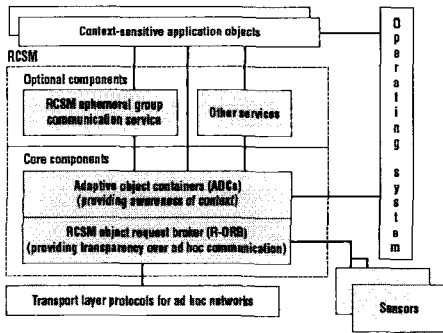 Context-sensitive application objects
RCSM
Optional components
RCSM ephemeral group
communication service
Other services
Core components
Adaptive object containers (ADCs)
(providing awareness of context)
RCSM object request broker (R-ORB)
(providing transparency over ad hoc communication)
Transport layer protocols for ad hoc networks
Operating system
Sensors